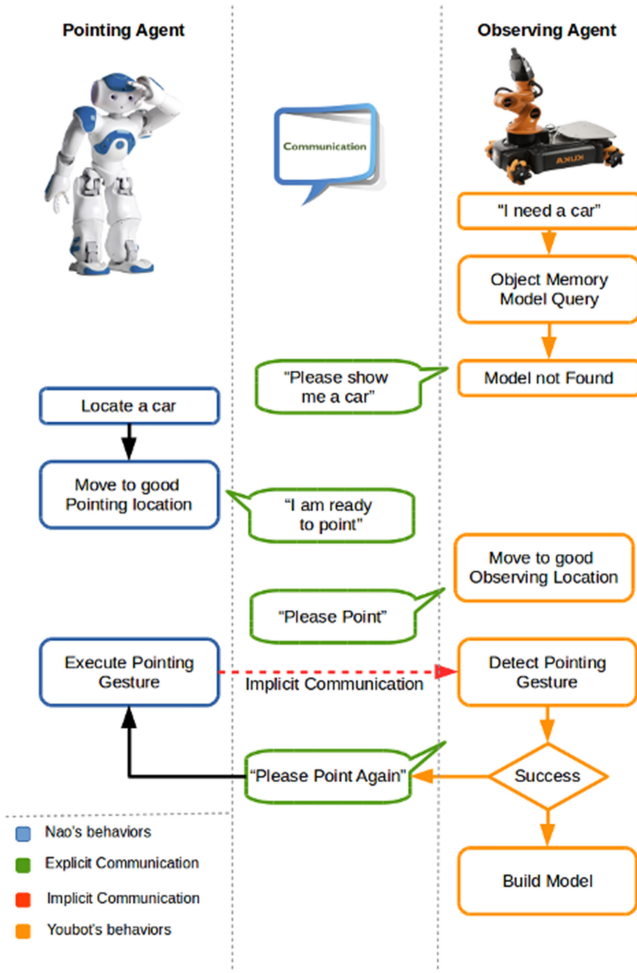 Pointing Agent
Observing Agent
Communication
KUKA
“I need a car”
Object Memory
Model Query
“Please show
me a car”
Model not Found
Locate a car
Move to good
Pointing location
“I am ready
to point”
Move to good
Observing Location
“Please Point”
Execute Pointing
Gesture
Implicit Communication
Detect Pointing
Gesture
“Please Point Again”
Success
Build Model
Nao's behaviors
Explicit Communication
Implicit Communication
Youbot's behaviors